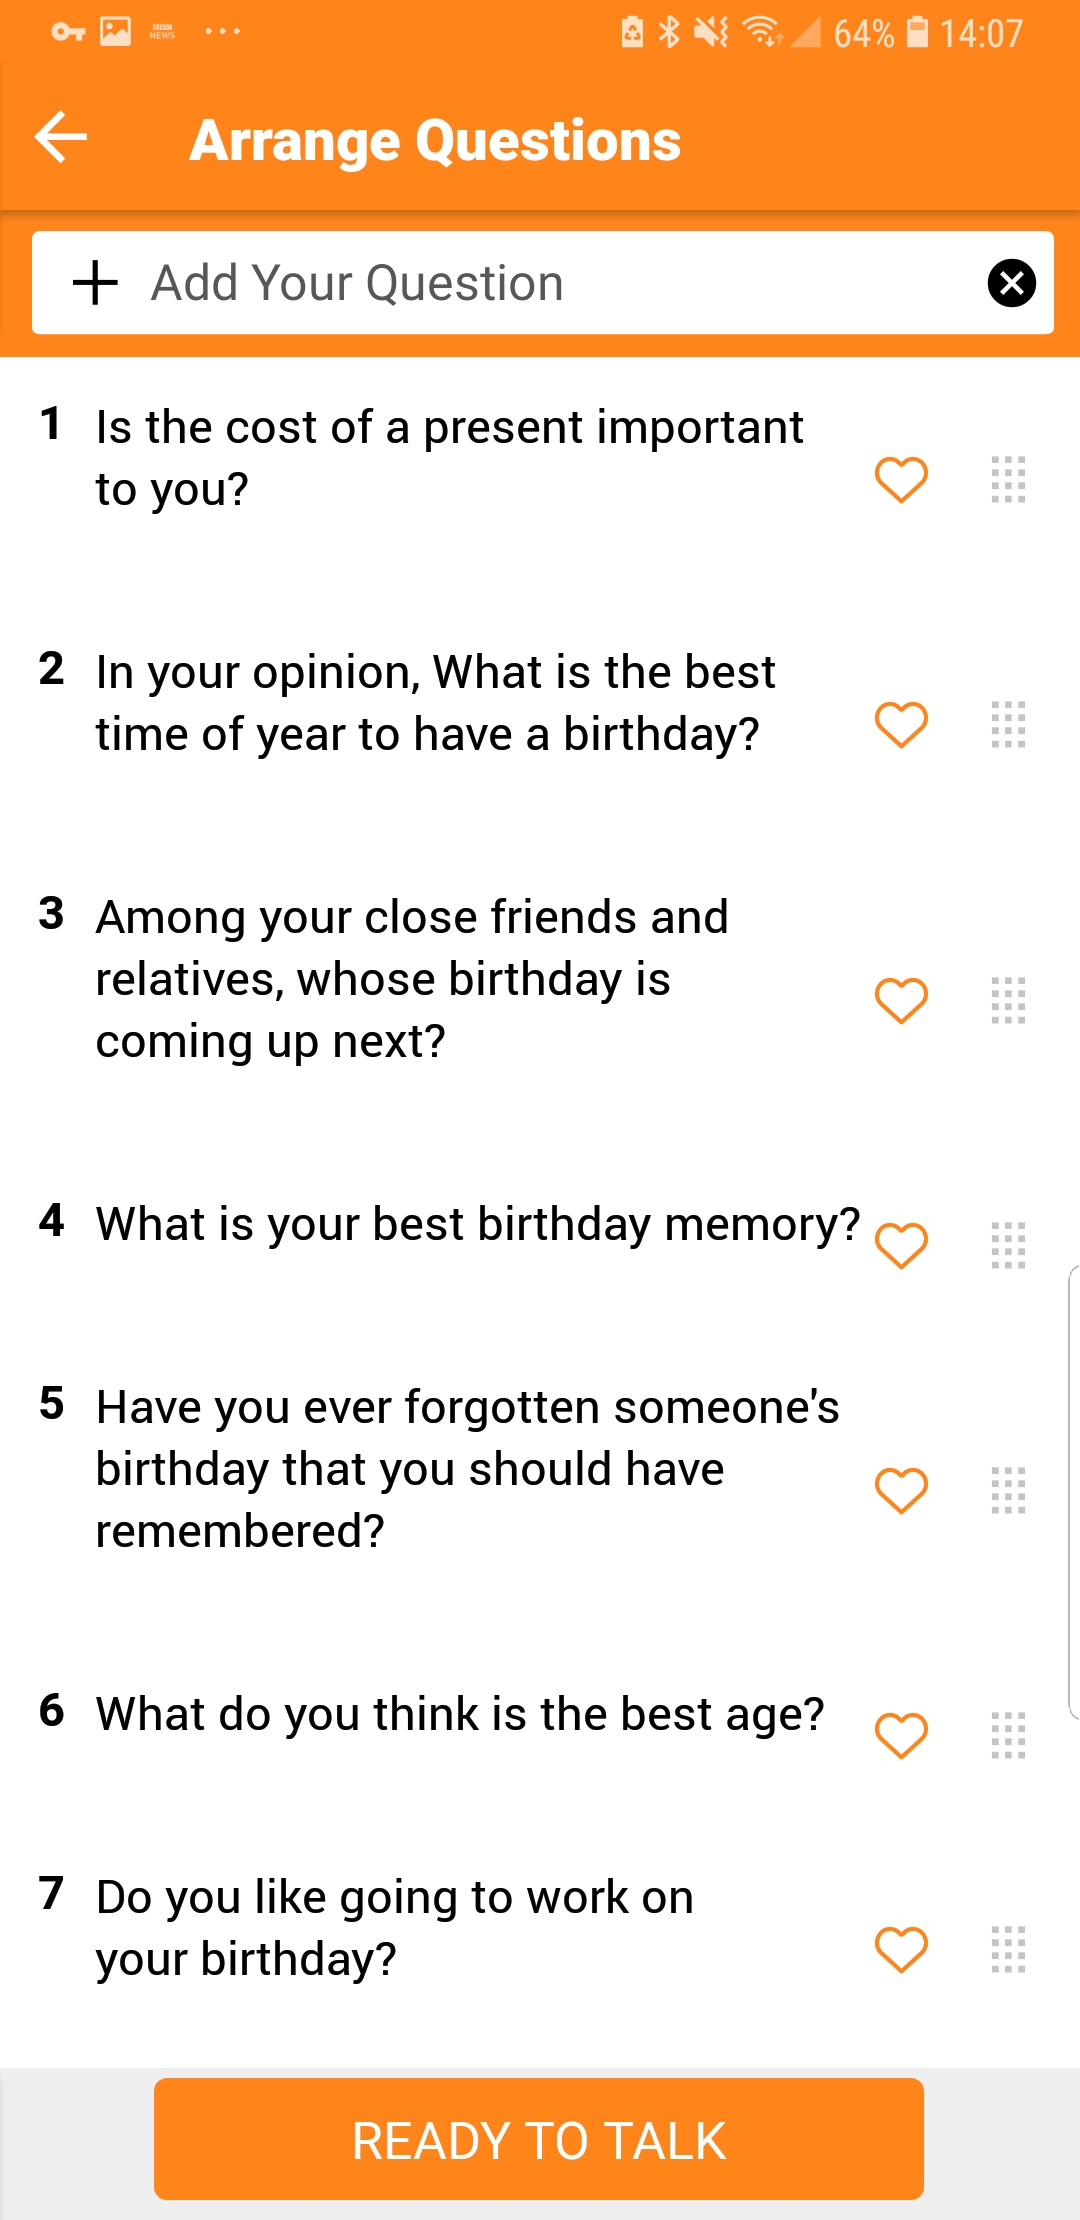 BBC NEWS ... 64% 14:07
Arrange Questions
Add Your Question
1 Is the cost of a present important
to you?
2 In your opinion, What is the best
time of year to have a birthday?
3 Among your close friends and
relatives, whose birthday is
coming up next?
4 What is your best birthday memory?
5 Have you ever forgotten someone's
birthday that you should have
remembered?
6 What do you think is the best age?
7 Do you like going to work on
your birthday?
READY TO TALK